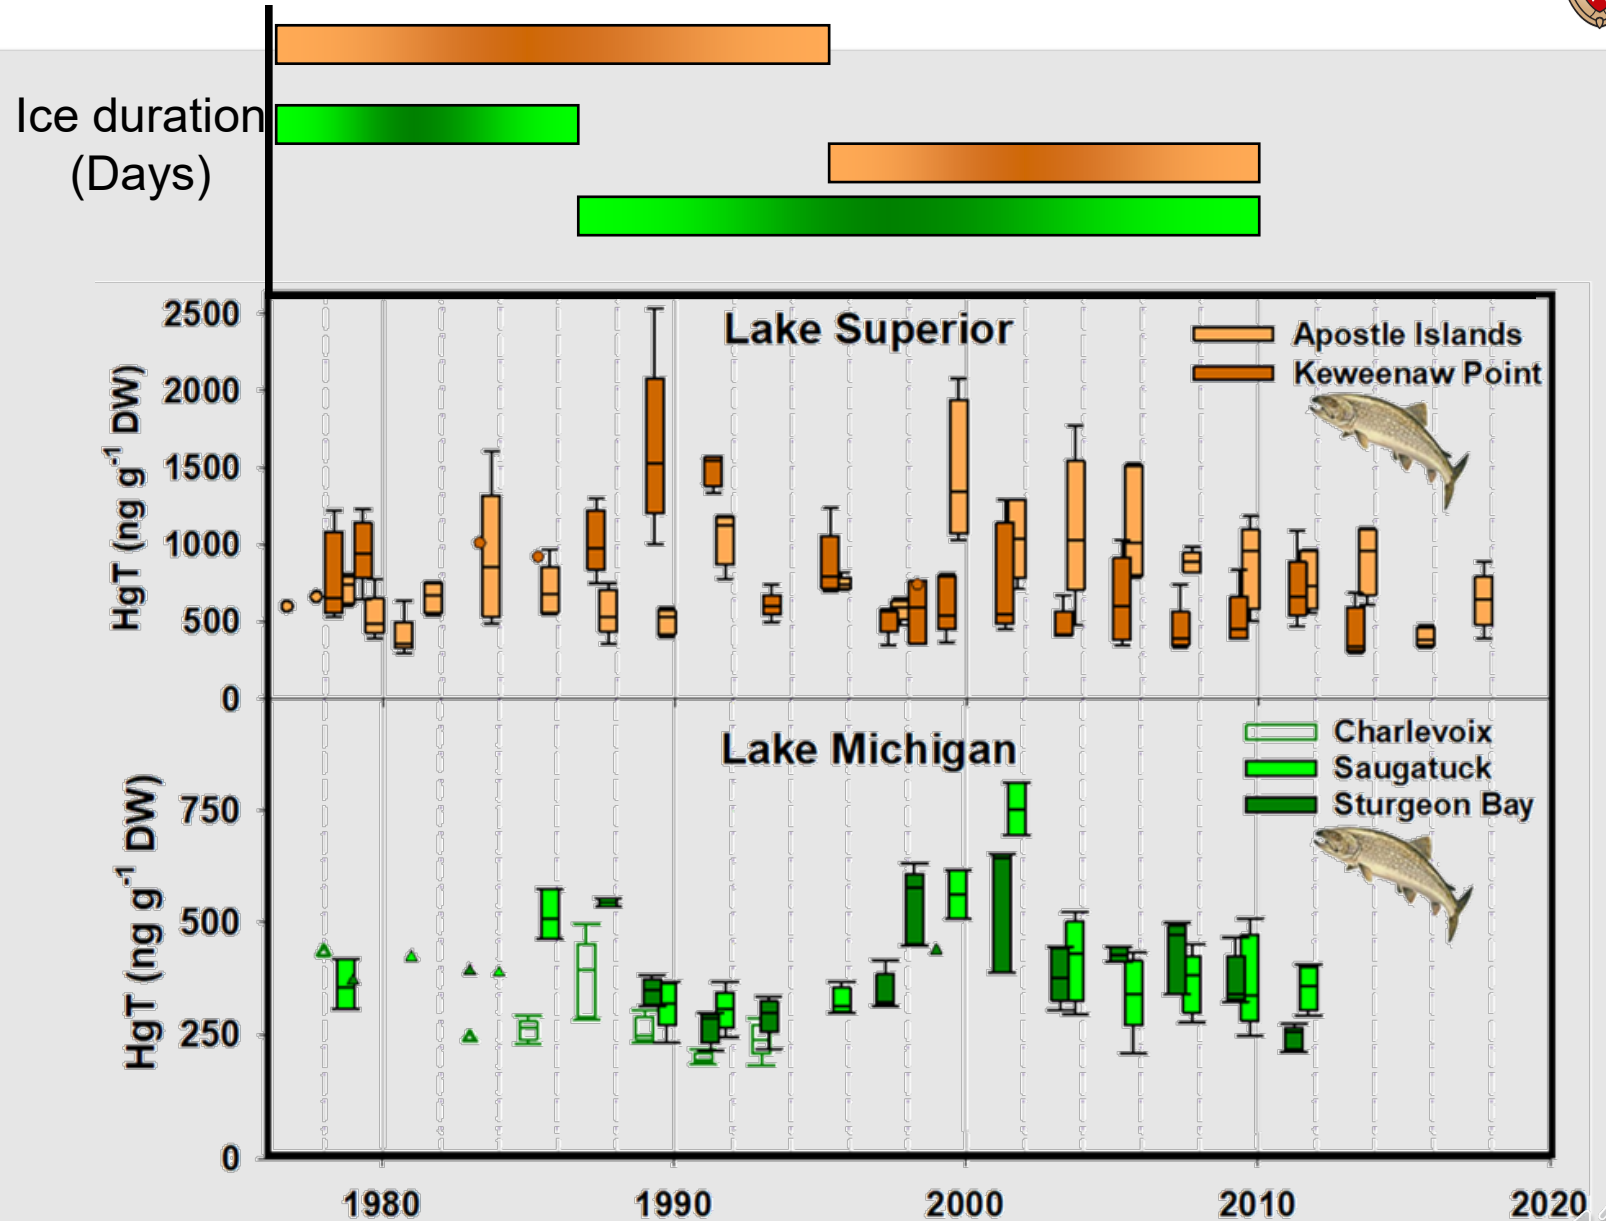 Ice duration
(Days)
Lake Superior
Apostle Islands
Keweenaw Point
HgT (ng g⁻¹ DW)
2500
2000
1500
1000
500
0
Lake Michigan
Charlevoix
Saugatuck
Sturgeon Bay
HgT (ng g⁻¹ DW)
750
500
250
0
1980 1990 2000 2010 2020